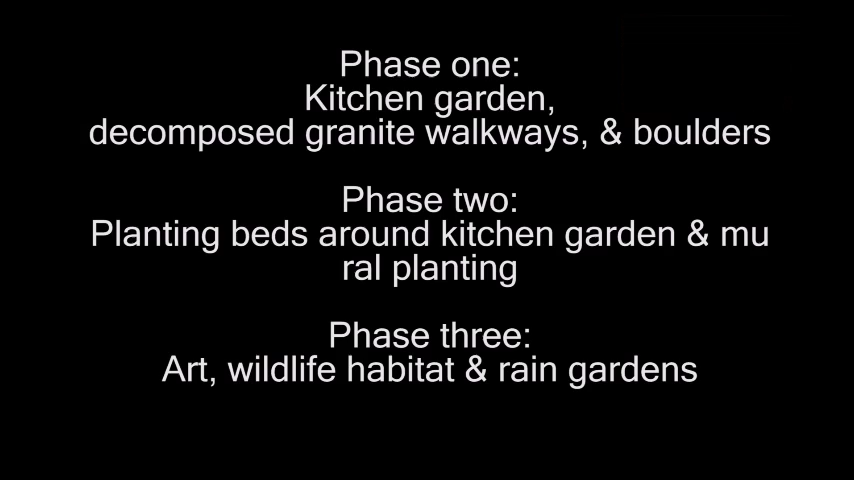 Phase one:
Kitchen garden,
decomposed granite walkways, & boulders
Phase two:
Planting beds around kitchen garden & mu
ral planting
Phase three:
Art, wildlife habitat & rain gardens